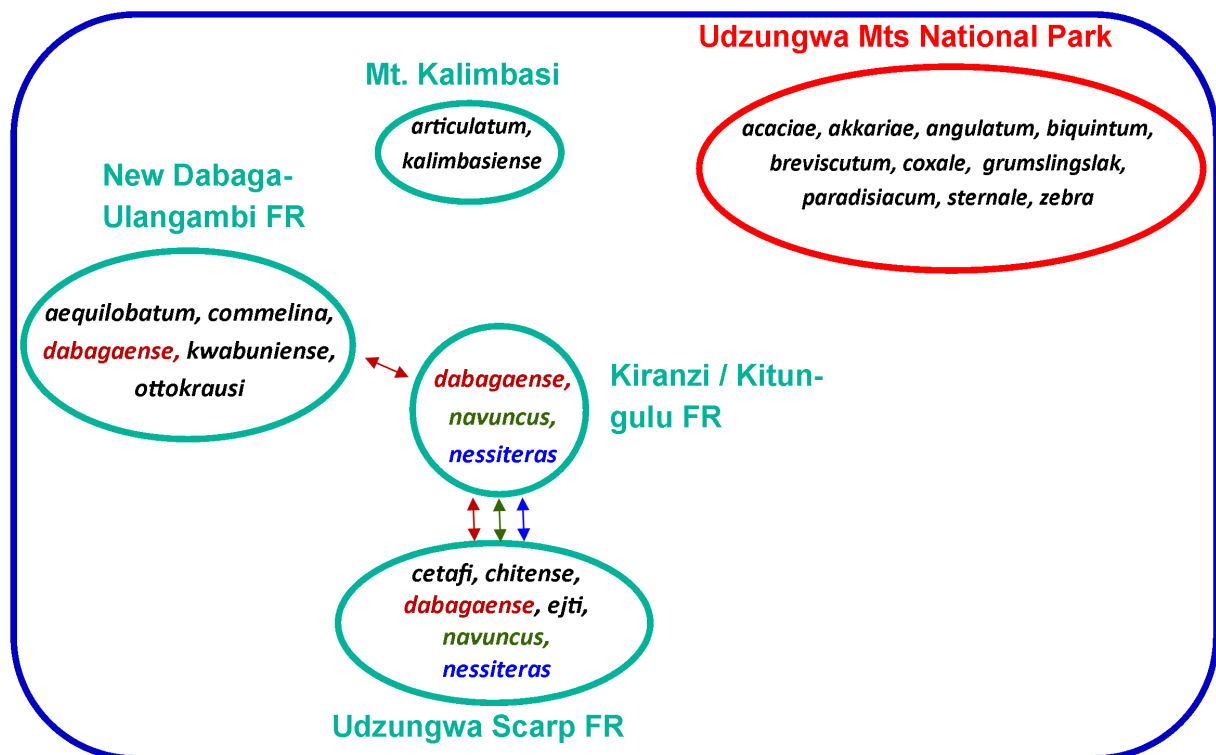 Udzungwa Mts National Park
acaciae, akkariae, angulatum, biquintum,
breviscutum, coxale, grumslingslak,
paradisiacum, sternale, zebra
Mt. Kalimbasi
articulatum,
kalimbasiense
New Dabaga-
Ulangambi FR
aequilobatum, commelina,
dabagaense, kwabuniense,
ottokrausi
Kiranzi / Kitun-
gulu FR
dabagaense,
navuncus,
nessiteras
cetafi, chitense,
dabagaense, ejti,
navuncus,
nessiteras
Udzungwa Scarp FR